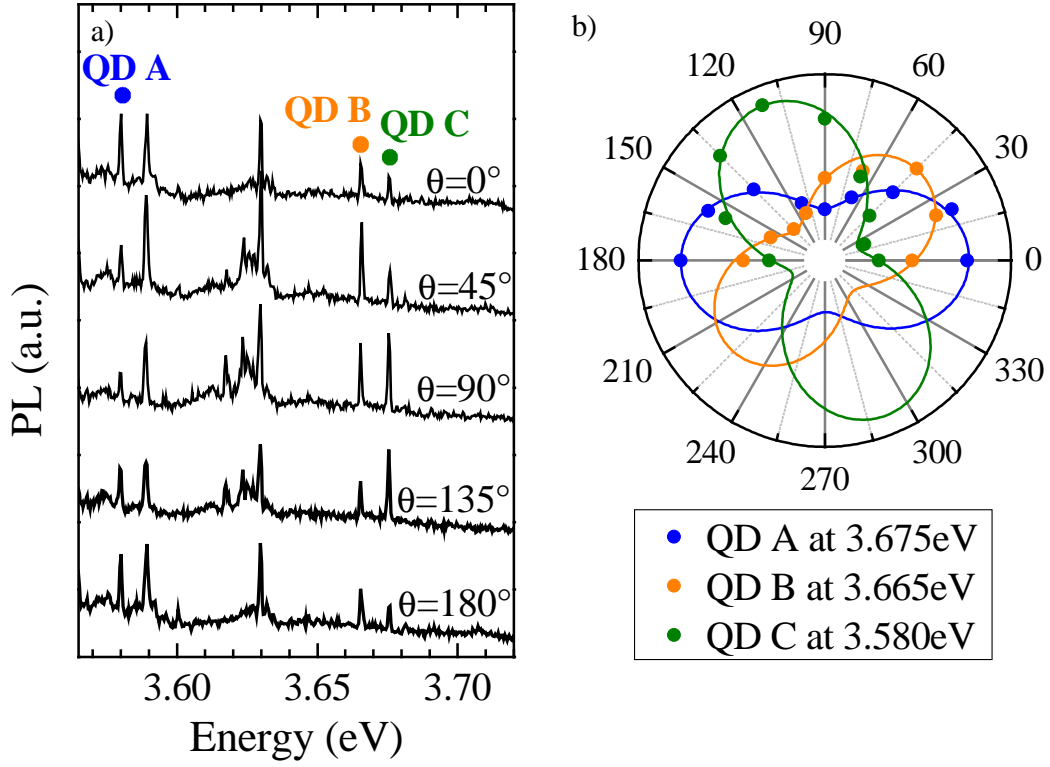 a)
QD A
QD B
QD C
θ=0°
θ=45°
θ=90°
θ=135°
θ=180°
PL (a.u.)
3.60
3.65
3.70
Energy (eV)
b)
90
120
60
150
30
180
0
210
330
240
300
270
QD A at 3.675eV
QD B at 3.665eV
QD C at 3.580eV